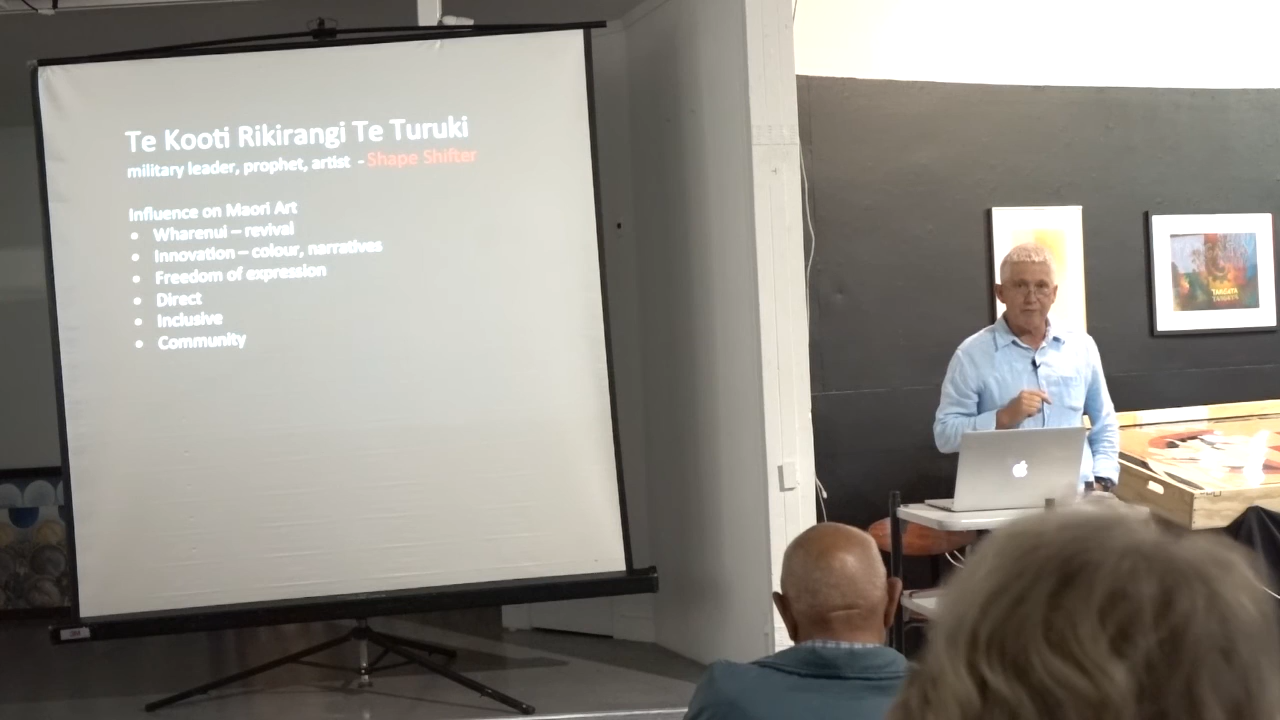 Te Kooti Rikirangi Te Turuki
military leader, prophet, artist - Shape Shifter
Influence on Maori Art
• Wharenui – revival
• Innovation – colour, narratives
• Freedom of expression
• Direct
• Inclusive
• Community
TANGATA